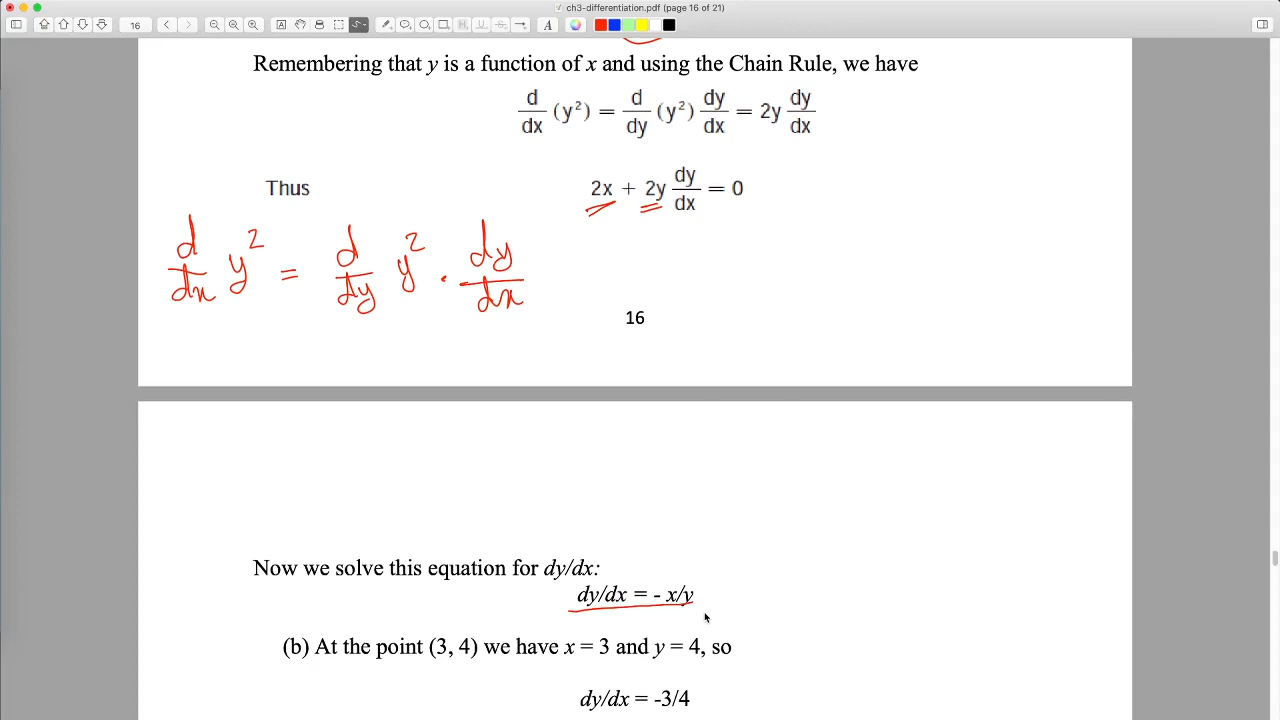 ch3-differentiation.pdf (page 16 of 21)
16
A
A
Remembering that y is a function of x and using the Chain Rule, we have
d/dx (y²) = d/dy (y²) dy/dx = 2y dy/dx
Thus 2x + 2y dy/dx = 0
d/dx y² = d/dy y² · dy/dx
16
Now we solve this equation for dy/dx:
dy/dx = - x/y
(b) At the point (3, 4) we have x = 3 and y = 4, so
dy/dx = -3/4